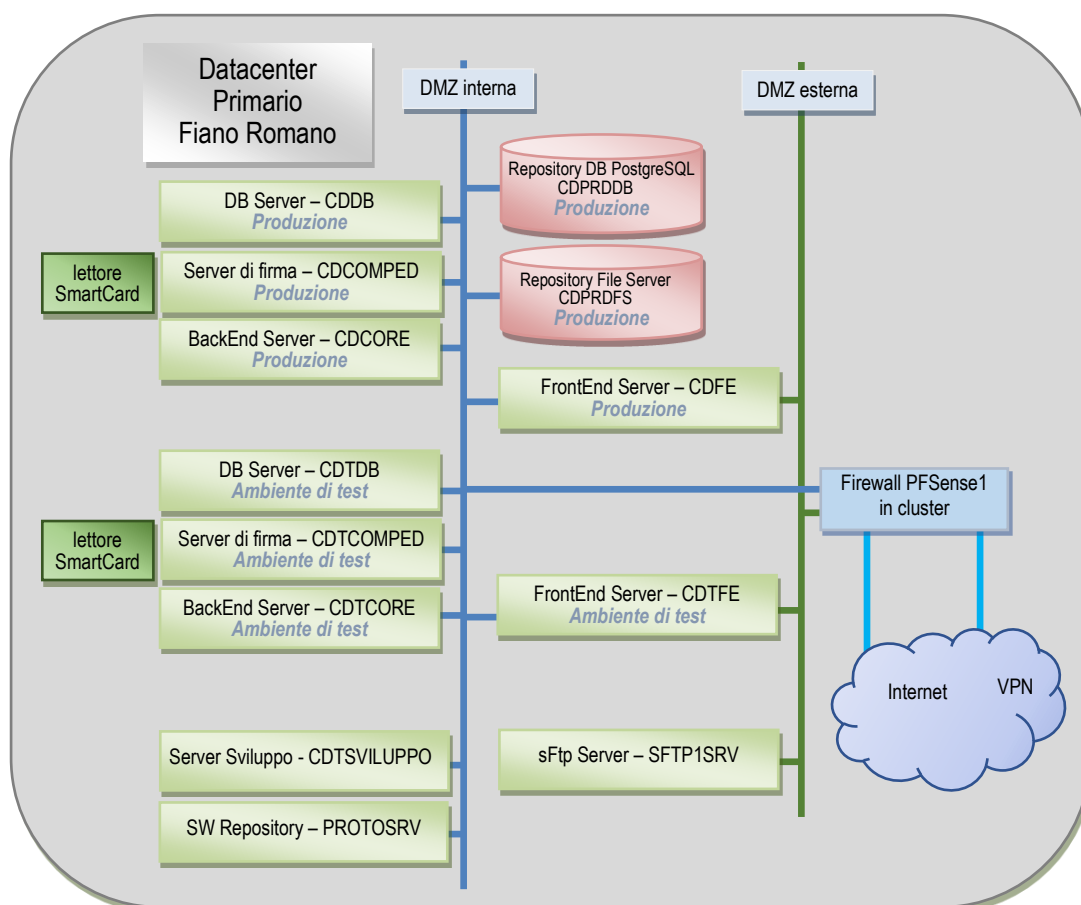 Datacenter
Primario
Fiano Romano
DMZ interna
DMZ esterna
Repository DB PostgreSQL
CDPRDDB
Produzione
DB Server – CDDB
Produzione
lettore
SmartCard
Server di firma – CDCOMPED
Produzione
Repository File Server
CDPRDFS
Produzione
BackEnd Server – CDCORE
Produzione
FrontEnd Server – CDFE
Produzione
DB Server – CDTDB
Ambiente di test
Firewall PFSense1
in cluster
lettore
SmartCard
Server di firma – CDTCOMPED
Ambiente di test
BackEnd Server – CDTCORE
Ambiente di test
FrontEnd Server – CDTFE
Ambiente di test
Internet
VPN
Server Sviluppo - CDTSVILUPPO
sFtp Server – SFTP1SRV
SW Repository – PROTOSRV